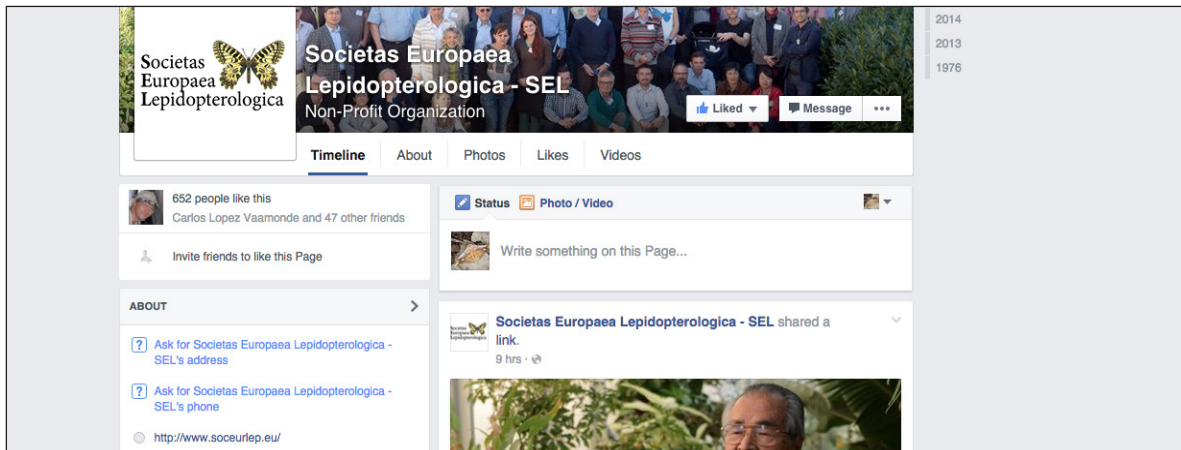 Societas
Europaea
Lepidopterologica
Societas Europaea
Lepidopterologica - SEL
Non-Profit Organization
Liked
Message
Timeline
About
Photos
Likes
Videos
2014
2013
1976
652 people like this
Carlos Lopez Vaamonde and 47 other friends
Invite friends to like this Page
ABOUT
Ask for Societas Europaea Lepidopterologica -
SEL's address
Ask for Societas Europaea Lepidopterologica -
SEL's phone
http://www.soceurlep.eu/
Status
Photo / Video
Write something on this Page...
Societas
Europaea
Lepidopterologica
Societas Europaea Lepidopterologica - SEL shared a
link.
9 hrs ·